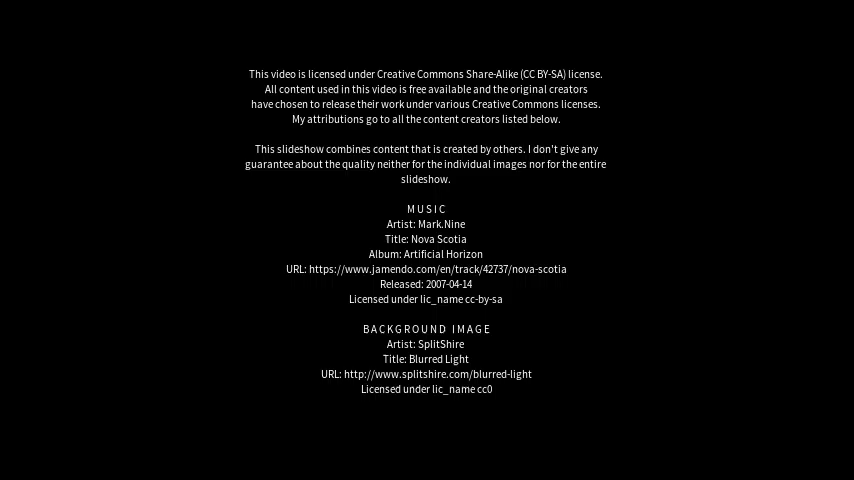 This video is licensed under Creative Commons Share-Alike (CC BY-SA) license.
All content used in this video is free available and the original creators
have chosen to release their work under various Creative Commons licenses.
My attributions go to all the content creators listed below.
This slideshow combines content that is created by others. I don't give any
guarantee about the quality neither for the individual images nor for the entire
slideshow.
MUSIC
Artist: Mark.Nine
Title: Nova Scotia
Album: Artificial Horizon
URL: https://www.jamendo.com/en/track/42737/nova-scotia
Released: 2007-04-14
Licensed under lic_name cc-by-sa
BACKGROUND IMAGE
Artist: SplitShire
Title: Blurred Light
URL: http://www.splitshire.com/blurred-light
Licensed under lic_name cc0